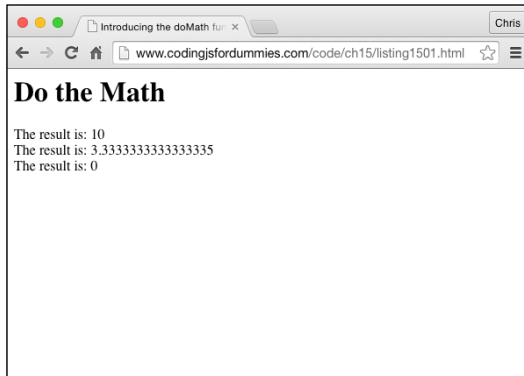 Introducing the doMath fun
Chris
www.codingjsfordummies.com/code/ch15/listing1501.html
Do the Math
The result is: 10
The result is: 3.3333333333333335
The result is: 0